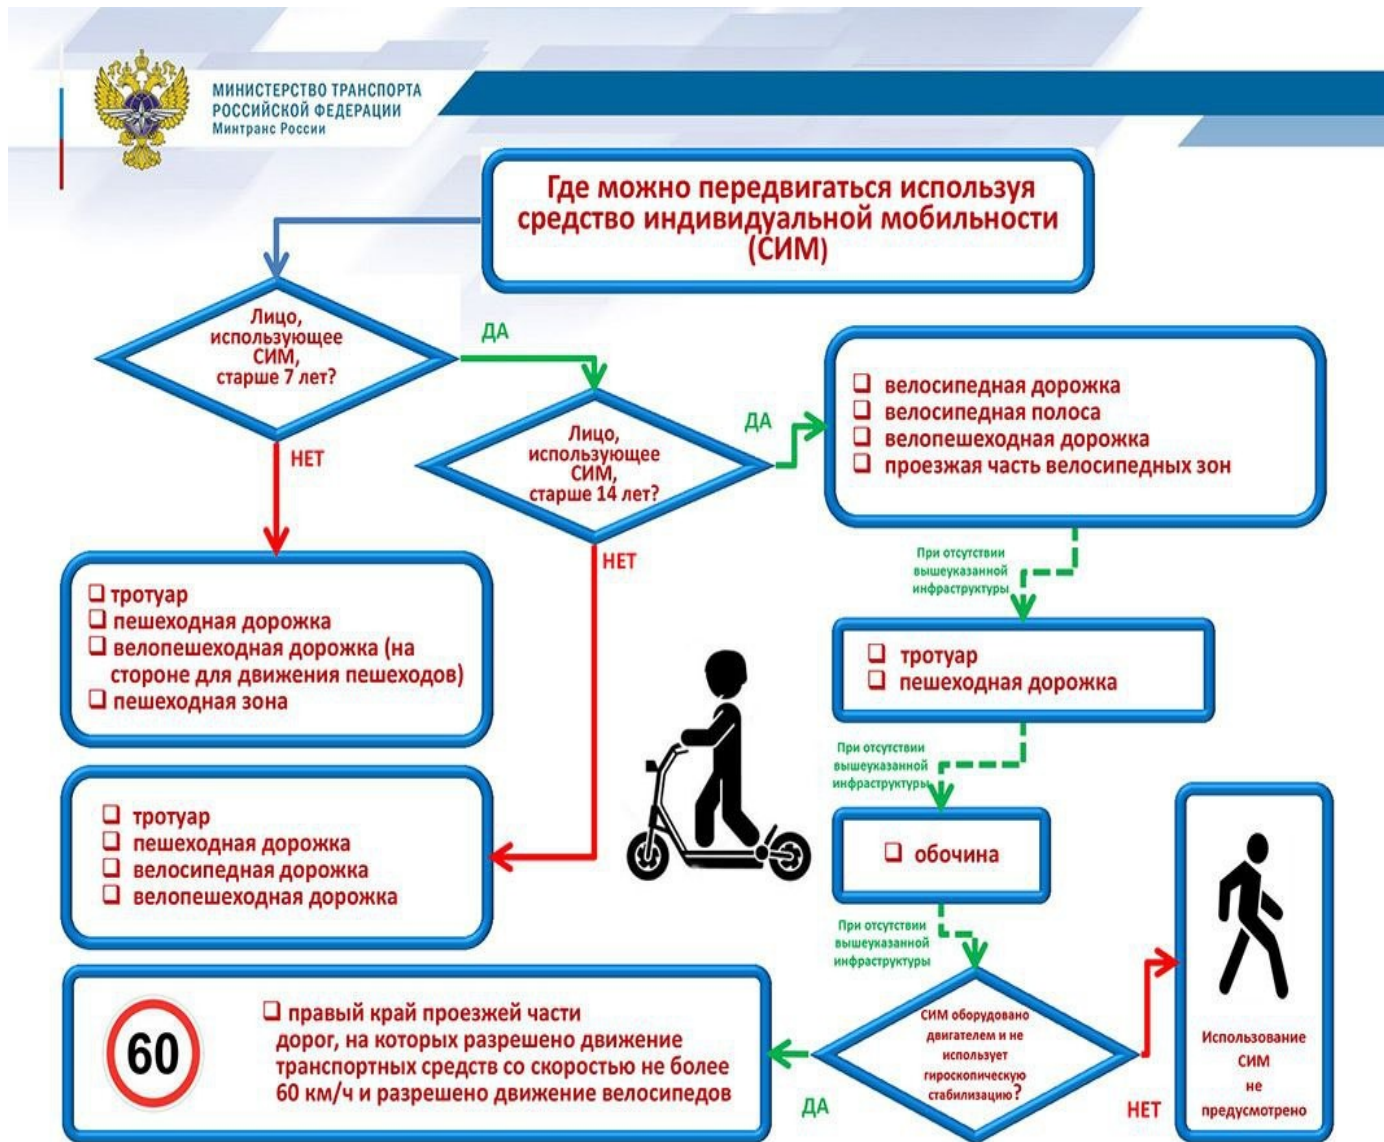 МИНИСТЕРСТВО ТРАНСПОРТА
РОССИЙСКОЙ ФЕДЕРАЦИИ
Минтранс России
Где можно передвигаться используя
средство индивидуальной мобильности
(СИМ)
Лицо,
использующее
СИМ,
старше 7 лет?
ДА
НЕТ
Лицо,
использующее
СИМ,
старше 14 лет?
ДА
НЕТ
велосипедная дорожка
велосипедная полоса
велопешеходная дорожка
проезжая часть велосипедных зон
При отсутствии
вышеуказанной
инфраструктуры
тротуар
пешеходная дорожка
велопешеходная дорожка (на
стороне для движения пешеходов)
пешеходная зона
тротуар
пешеходная дорожка
При отсутствии
вышеуказанной
инфраструктуры
тротуар
пешеходная дорожка
велосипедная дорожка
велопешеходная дорожка
обочина
При отсутствии
вышеуказанной
инфраструктуры
СИМ оборудовано
двигателем и не
использует
гироскопическую
стабилизацию?
ДА
НЕТ
60
правый край проезжей части
дорог, на которых разрешено движение
транспортных средств со скоростью не более
60 км/ч и разрешено движение велосипедов
Использование
СИМ
не
предусмотрено